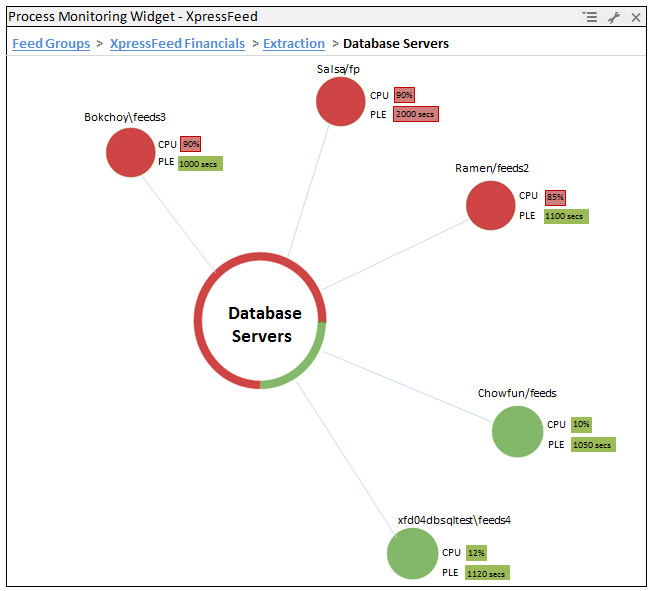 Process Monitoring Widget - XpressFeed
Feed Groups > XpressFeed Financials > Extraction > Database Servers
Salsa/fp
CPU 90%
PLE 2000 secs
Bokchoy\feeds3
CPU 90%
PLE 1000 secs
Ramen/feeds2
CPU 85%
PLE 1100 secs
Database
Servers
Chowfun/feeds
CPU 10%
PLE 1050 secs
xfd04dbsqltest\feeds4
CPU 12%
PLE 1120 secs